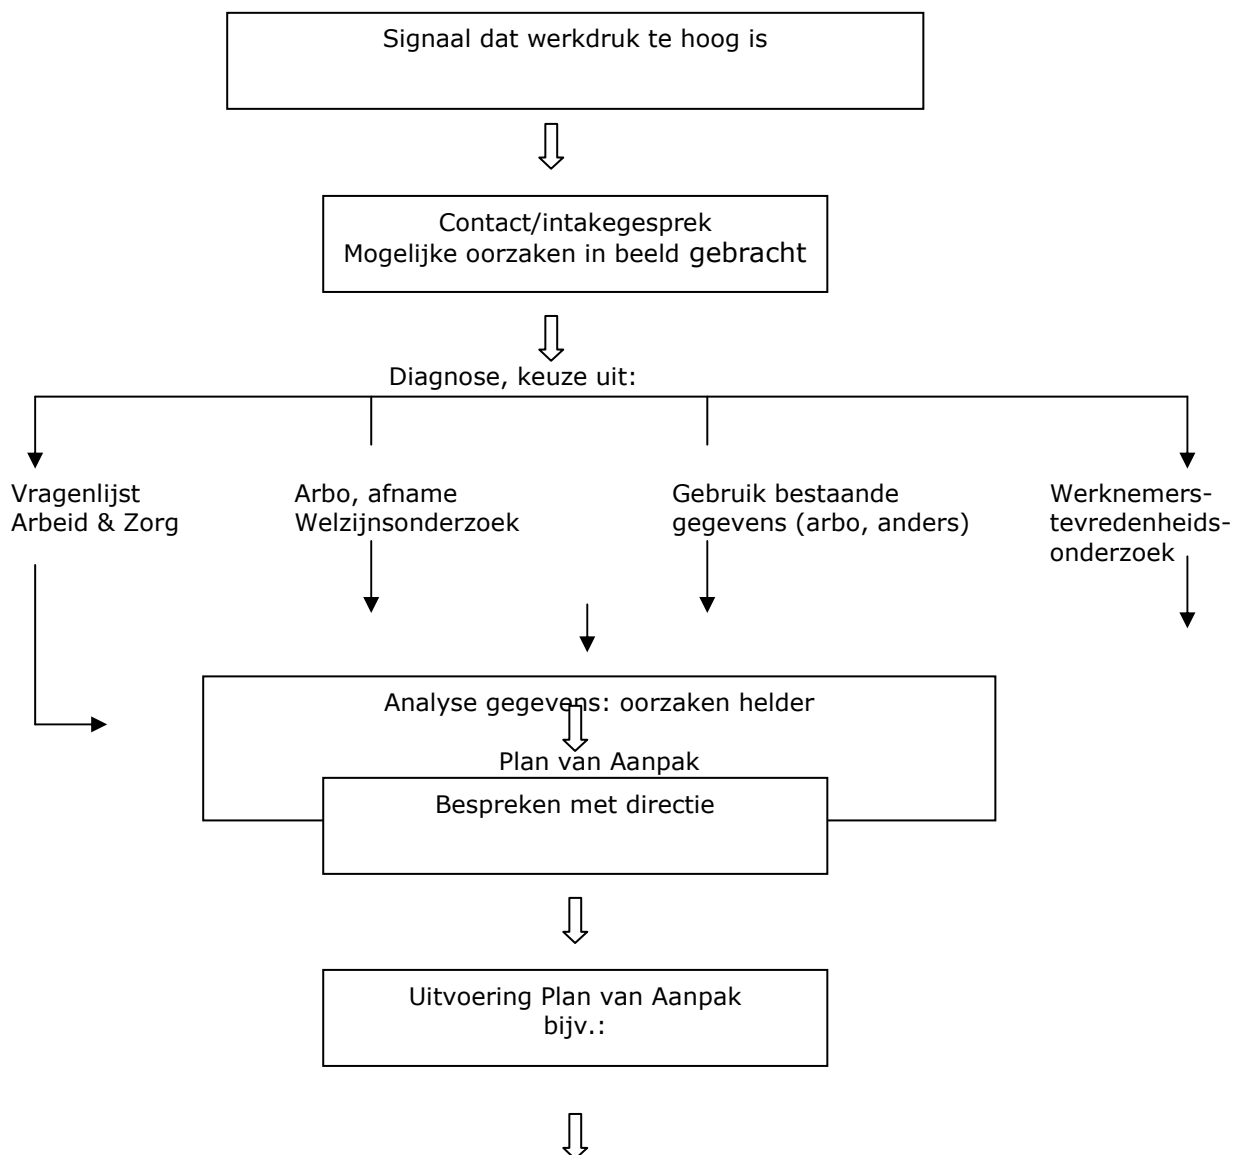 Signaal dat werkdruk te hoog is
Contact/intakegesprek
Mogelijke oorzaken in beeld gebracht
Diagnose, keuze uit:
Vragenlijst
Arbeid & Zorg
Arbo, afname
Welzijnsonderzoek
Gebruik bestaande
gegevens (arbo, anders)
Werknemers-
tevredenheids-
onderzoek
Analyse gegevens: oorzaken helder
Plan van Aanpak
Bespreken met directie
Uitvoering Plan van Aanpak
bijv.: